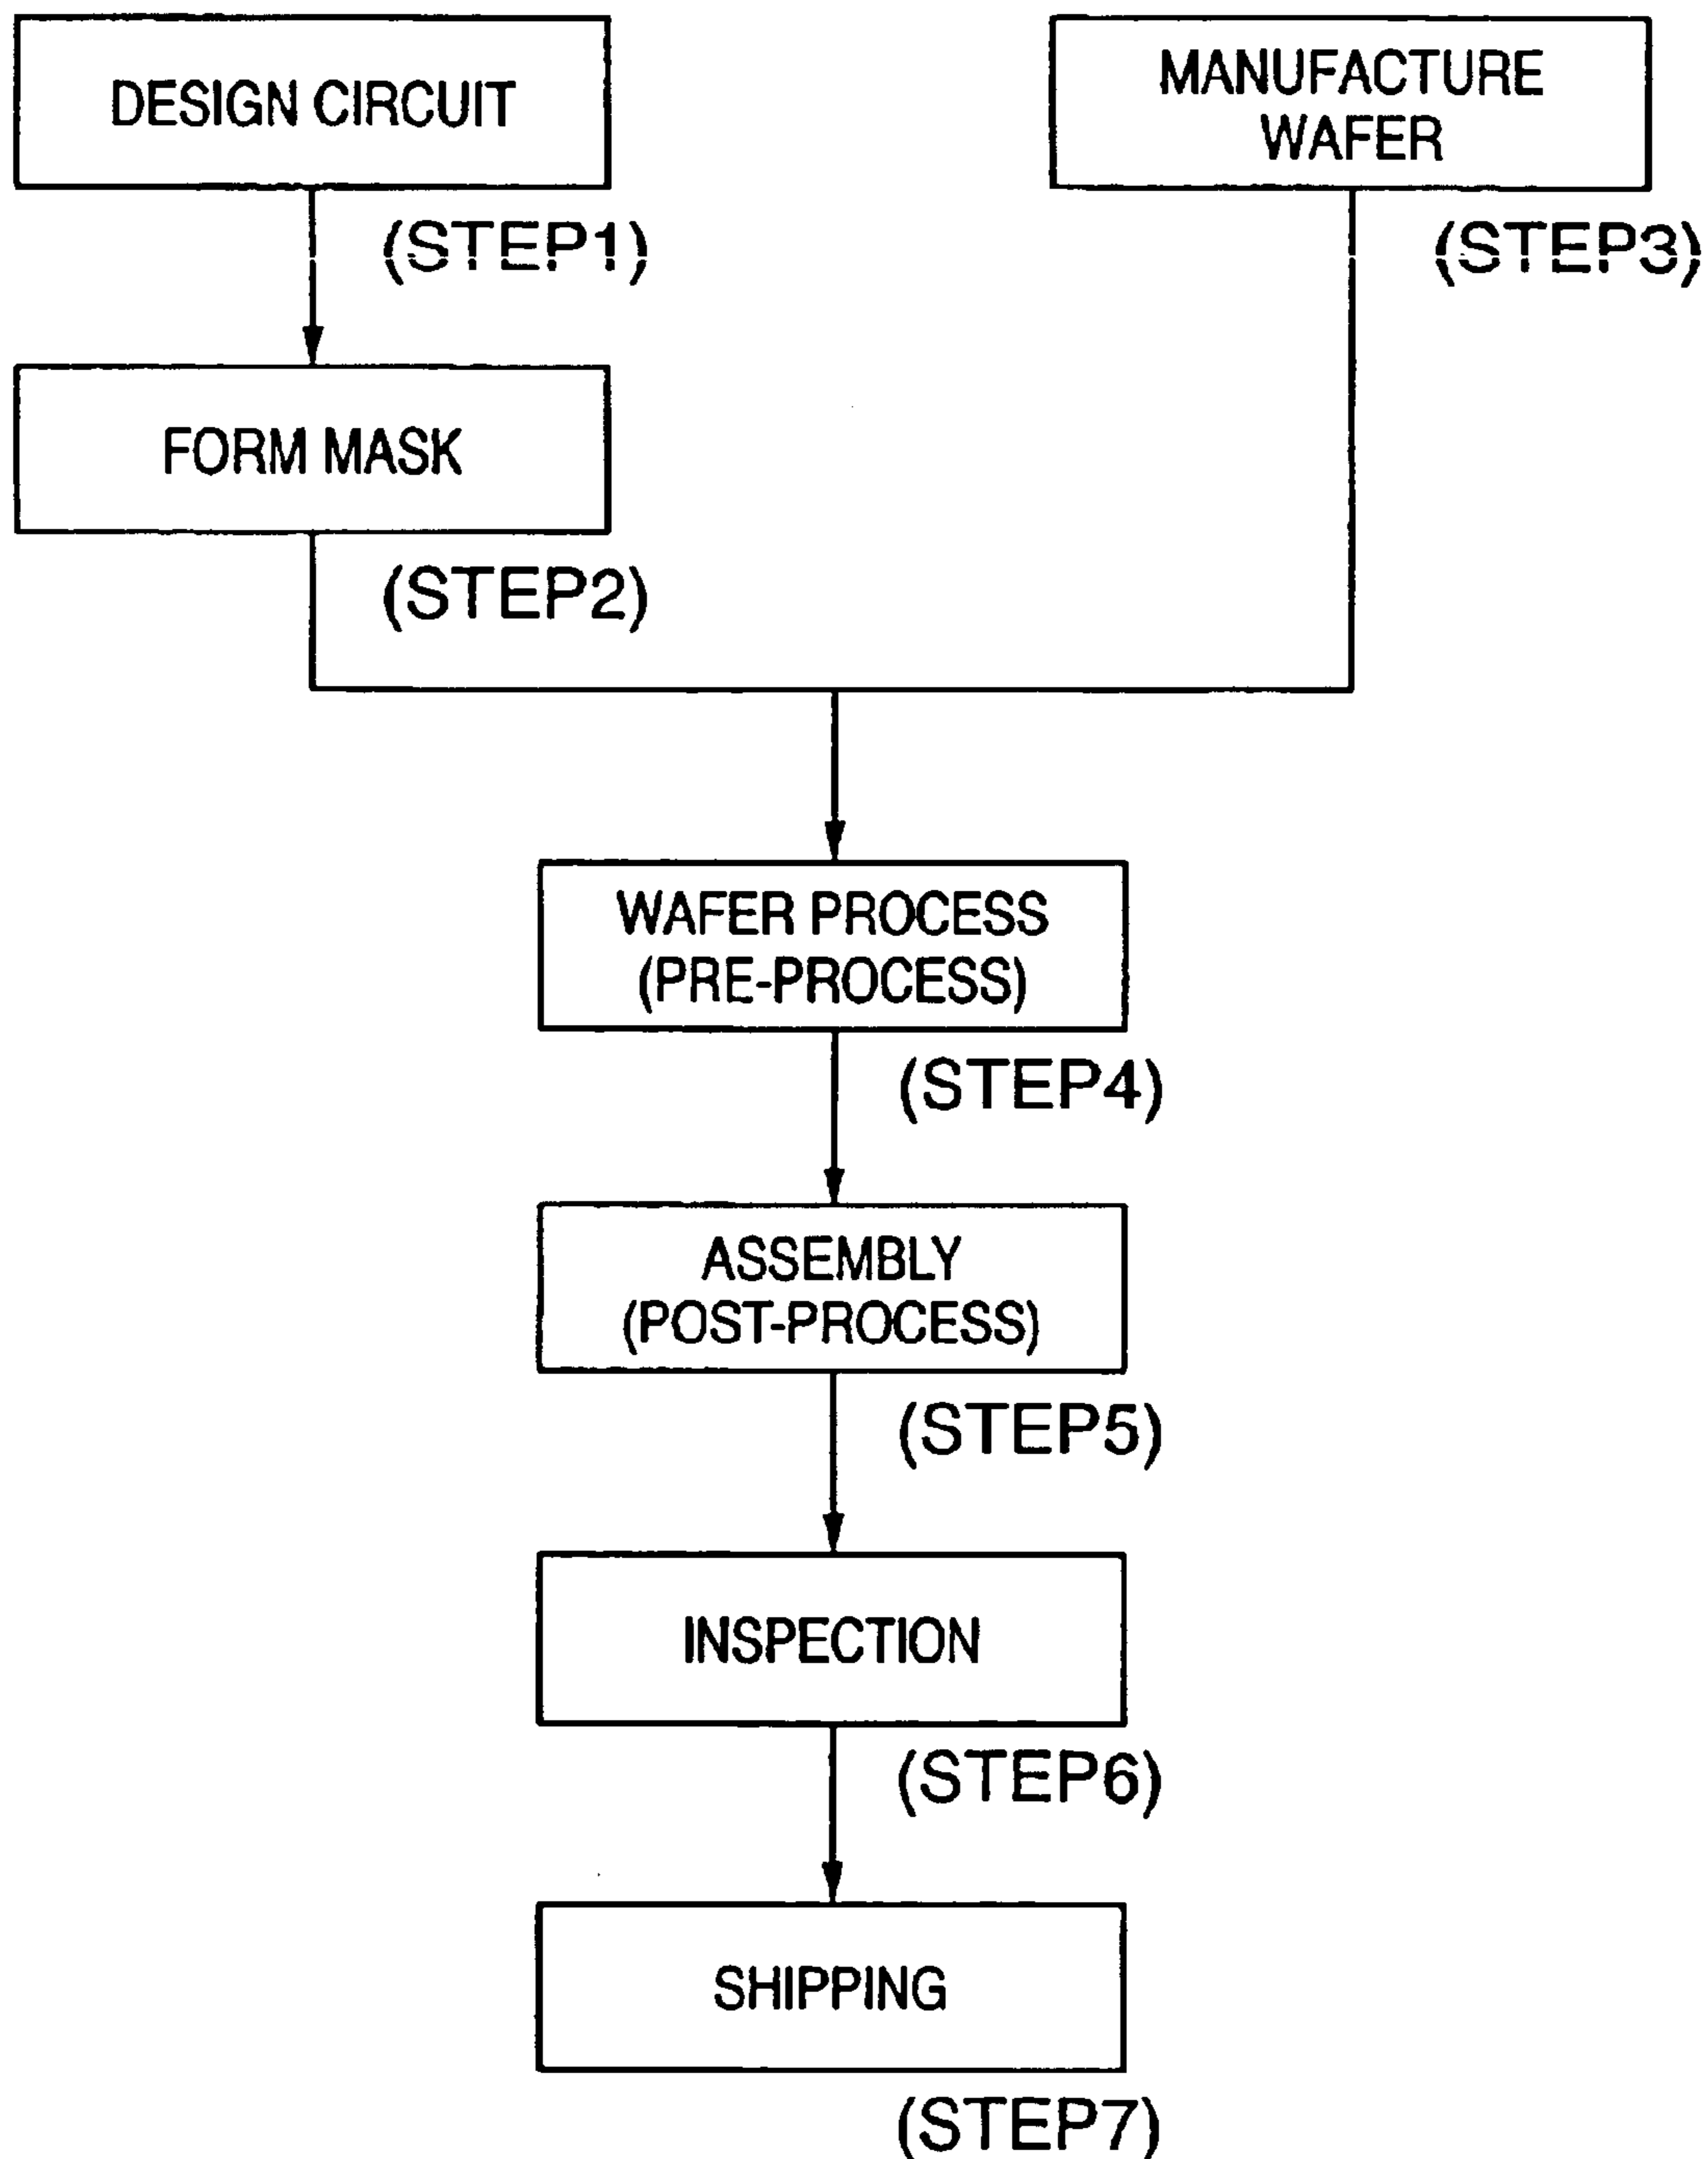 DESIGN CIRCUIT
(STEP1)
MANUFACTURE
WAFER
(STEP3)
FORM MASK
(STEP2)
WAFER PROCESS
(PRE-PROCESS)
(STEP4)
ASSEMBLY
(POST-PROCESS)
(STEP5)
INSPECTION
(STEP6)
SHIPPING
(STEP7)